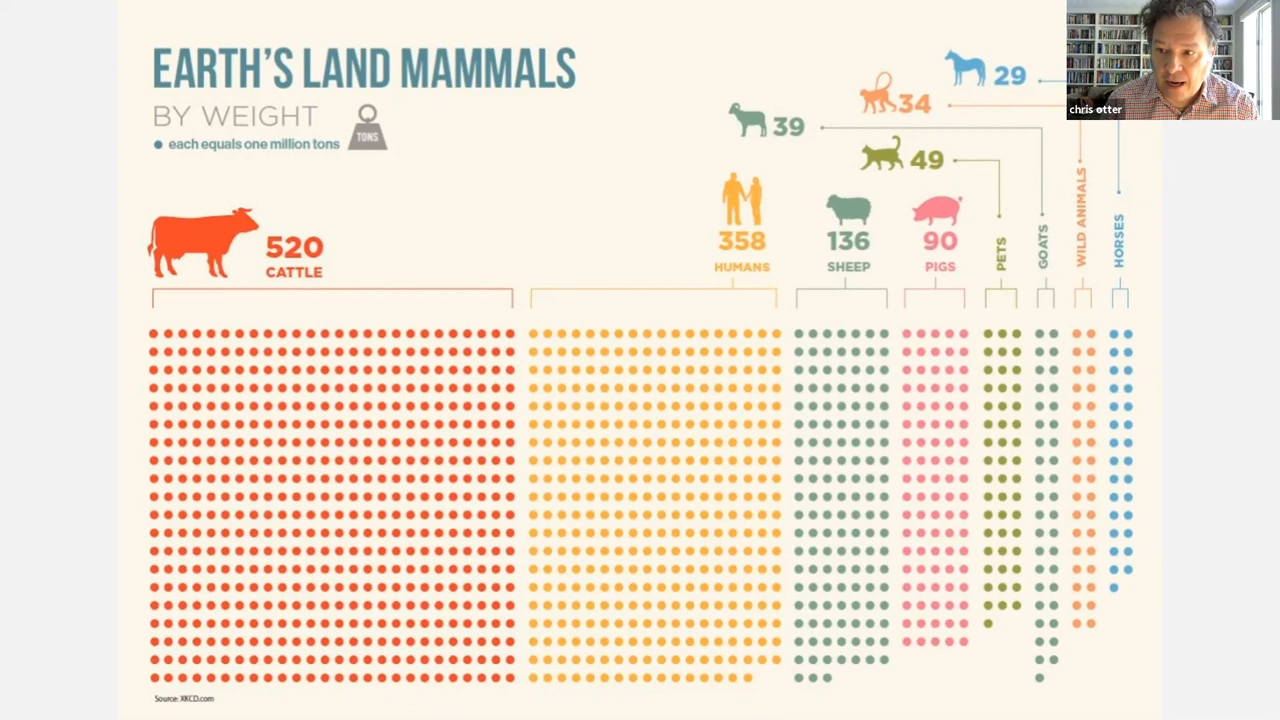 EARTH'S LAND MAMMALS
BY WEIGHT
TONS
each equals one million tons
chris otter
29
34
39
49
520
CATTLE
358
HUMANS
136
SHEEP
90
PIGS
PETS
GOATS
WILD ANIMALS
HORSES
Source: XKCD.com